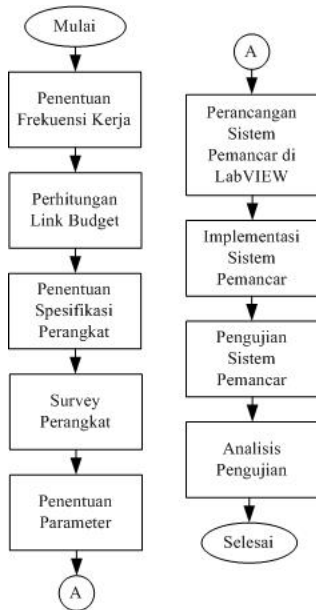 Mulai
Penentuan
Frekuensi Kerja
Perhitungan
Link Budget
Penentuan
Spesifikasi
Perangkat
Survey
Perangkat
Penentuan
Parameter
A
A
Perancangan
Sistem
Pemancar di
LabVIEW
Implementasi
Sistem
Pemancar
Pengujian
Sistem
Pemancar
Analisis
Pengujian
Selesai